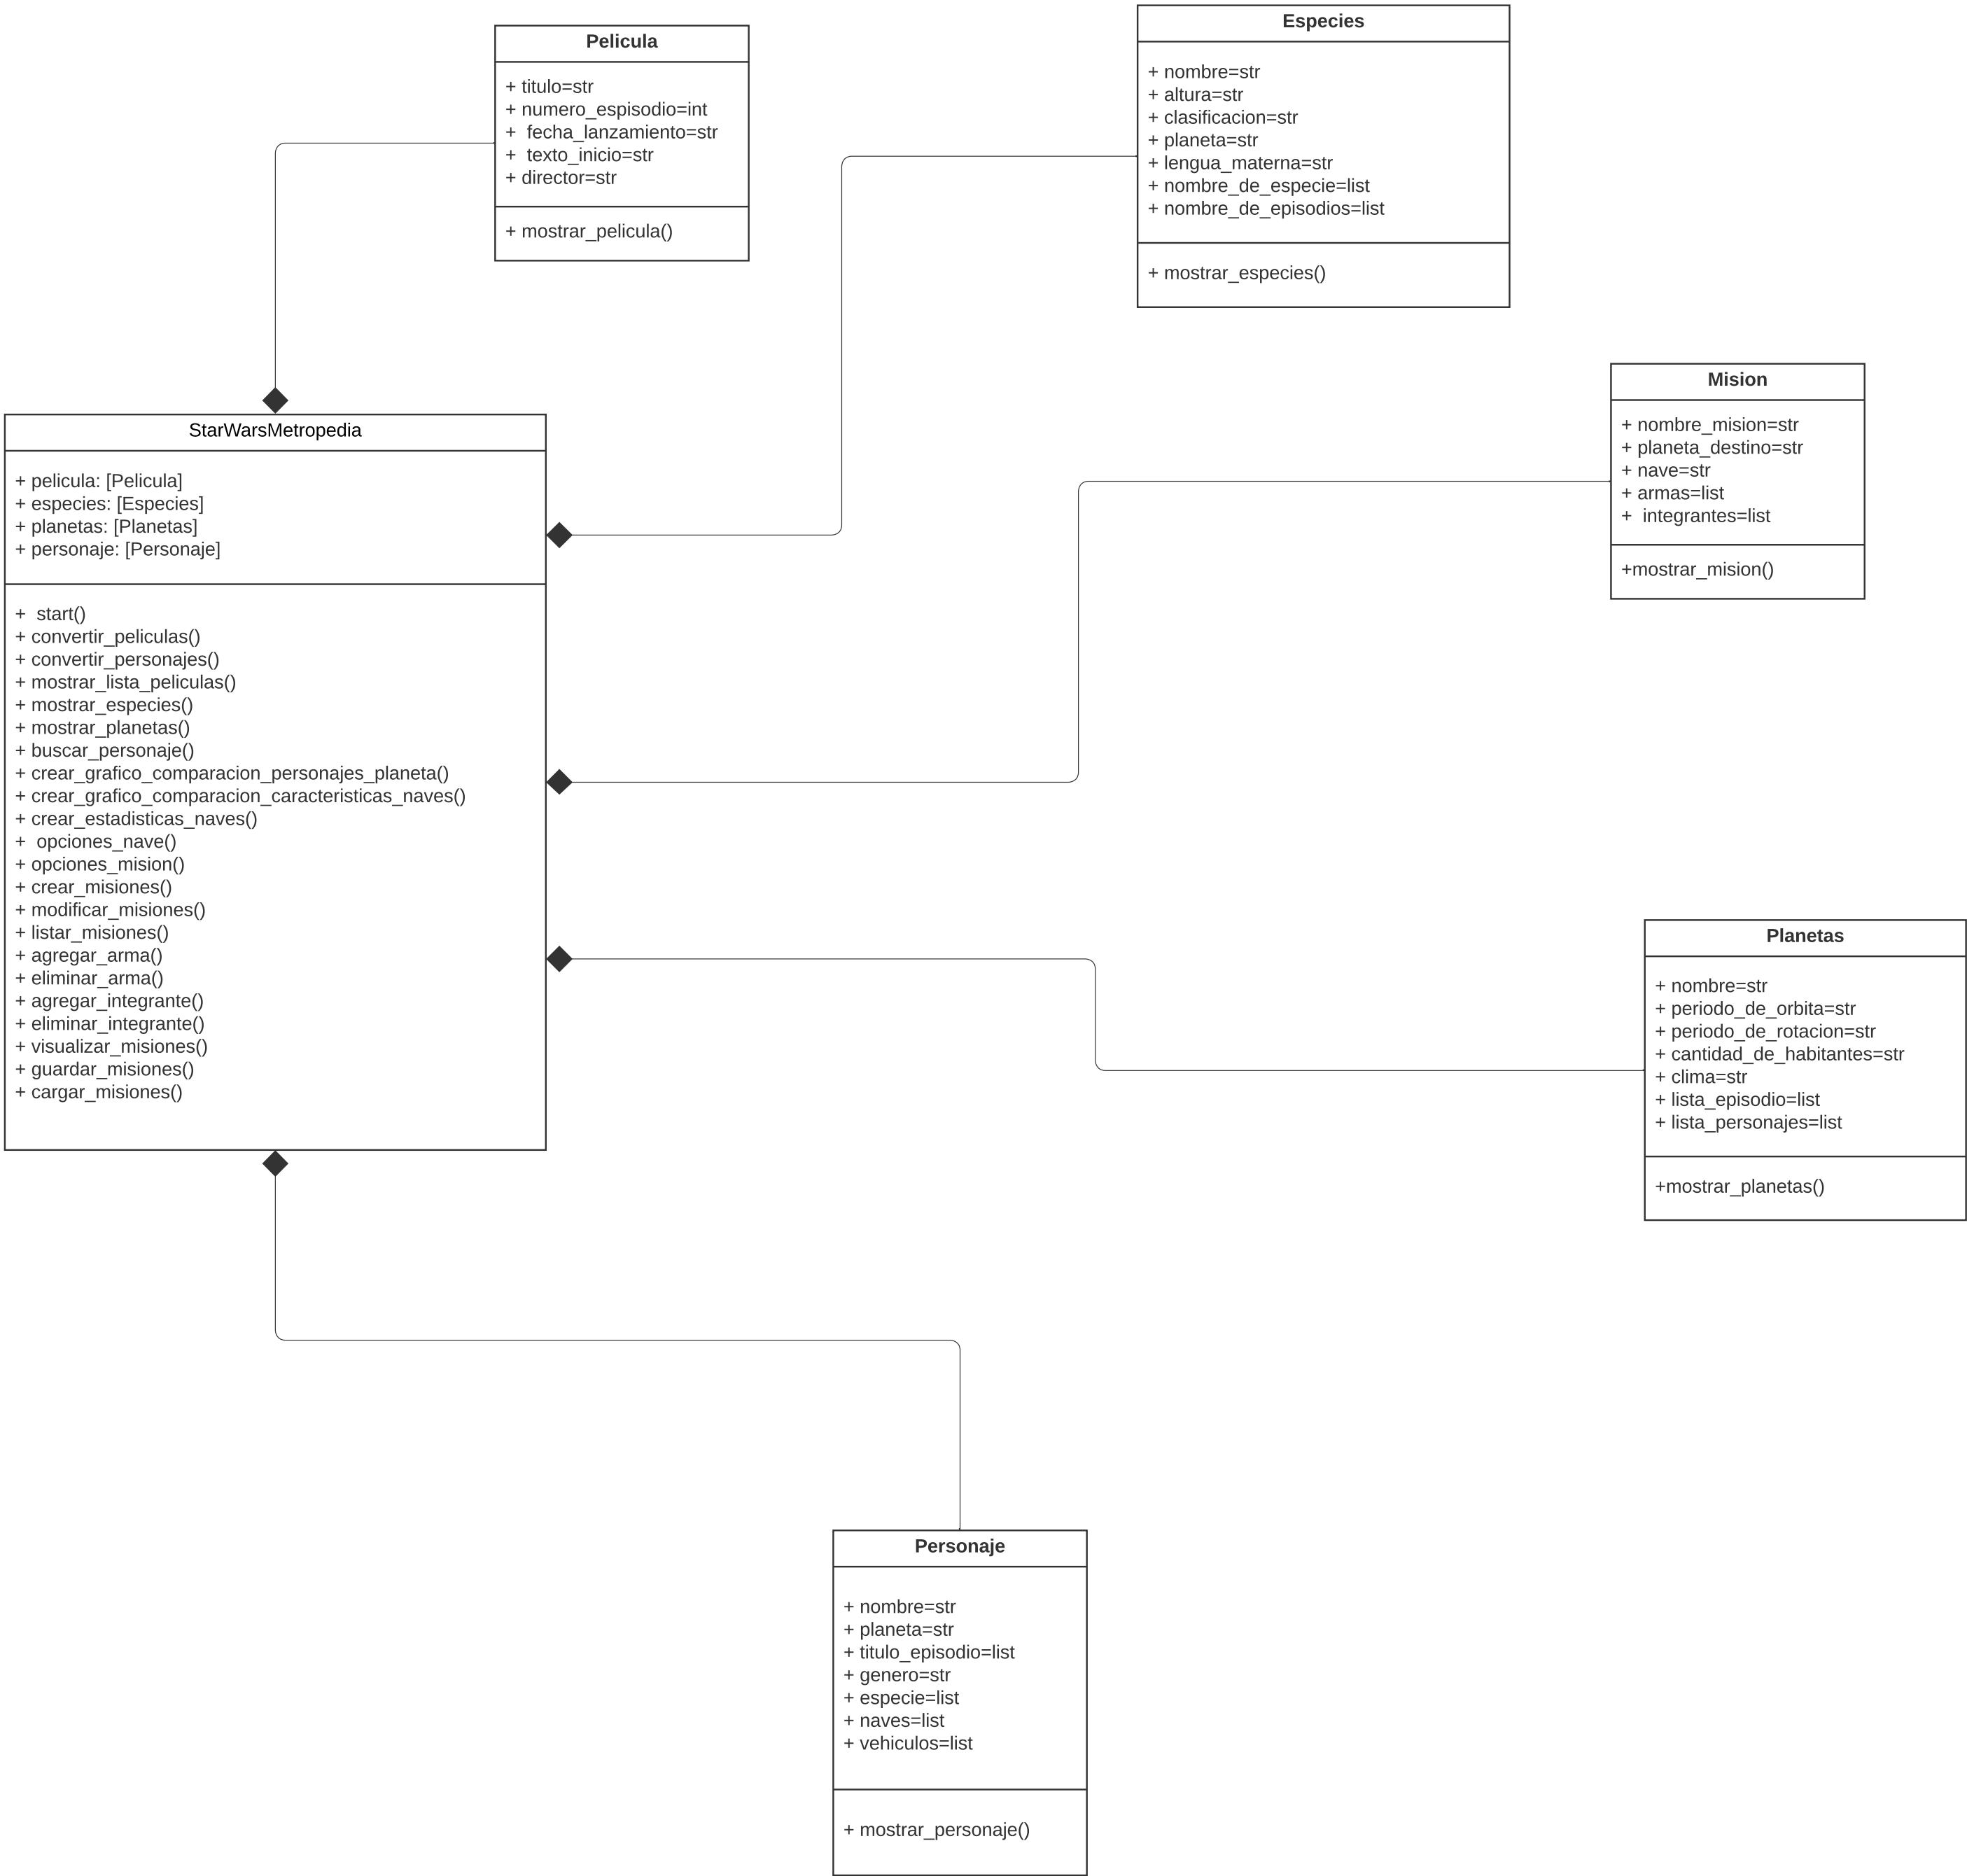 Pelicula
+ titulo=str
+ numero_espisodio=int
+  fecha_lanzamiento=str
+  texto_inicio=str
+ director=str
+ mostrar_pelicula()
Especies
+ nombre=str
+ altura=str
+ clasificacion=str
+ planeta=str
+ lengua_materna=str
+ nombre_de_especie=list
+ nombre_de_episodios=list
+ mostrar_especies()
Mision
+ nombre_mision=str
+ planeta_destino=str
+ nave=str
+ armas=list
+  integrantes=list
+mostrar_mision()
StarWarsMetropedia
+ pelicula: [Pelicula]
+ especies: [Especies]
+ planetas: [Planetas]
+ personaje: [Personaje]
+  start()
+ convertir_peliculas()
+ convertir_personajes()
+ mostrar_lista_peliculas()
+ mostrar_especies()
+ mostrar_planetas()
+ buscar_personaje()
+ crear_grafico_comparacion_personajes_planeta()
+ crear_grafico_comparacion_caracteristicas_naves()
+ crear_estadisticas_naves()
+  opciones_nave()
+ opciones_mision()
+ crear_misiones()
+ modificar_misiones()
+ listar_misiones()
+ agregar_arma()
+ eliminar_arma()
+ agregar_integrante()
+ eliminar_integrante()
+ visualizar_misiones()
+ guardar_misiones()
+ cargar_misiones()
Planetas
+ nombre=str
+ periodo_de_orbita=str
+ periodo_de_rotacion=str
+ cantidad_de_habitantes=str
+ clima=str
+ lista_episodio=list
+ lista_personajes=list
+mostrar_planetas()
Personaje
+ nombre=str
+ planeta=str
+ titulo_episodio=list
+ genero=str
+ especie=list
+ naves=list
+ vehiculos=list
+ mostrar_personaje()